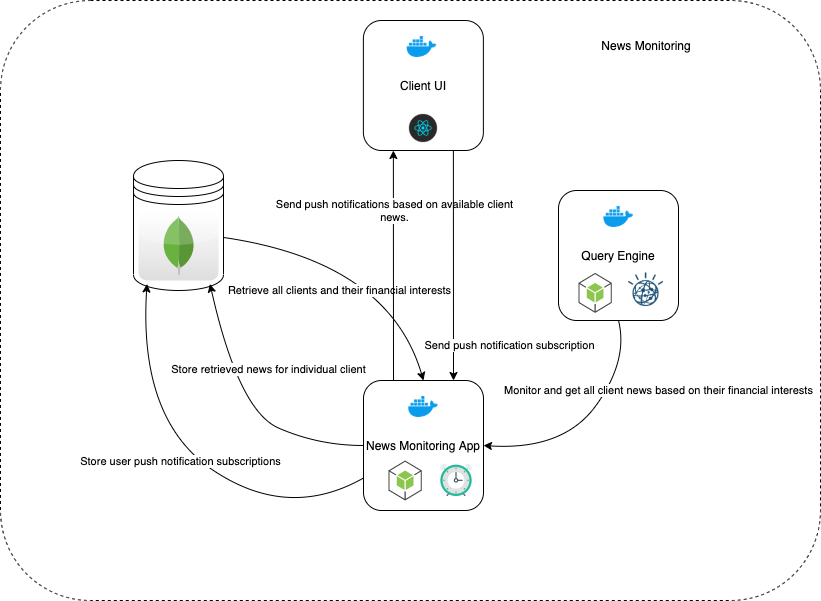 News Monitoring
Client UI
Send push notifications based on available client
news.
Query Engine
Retrieve all clients and their financial interests
Send push notification subscription
Store retrieved news for individual client
Monitor and get all client news based on their financial interests
News Monitoring App
Store user push notification subscriptions